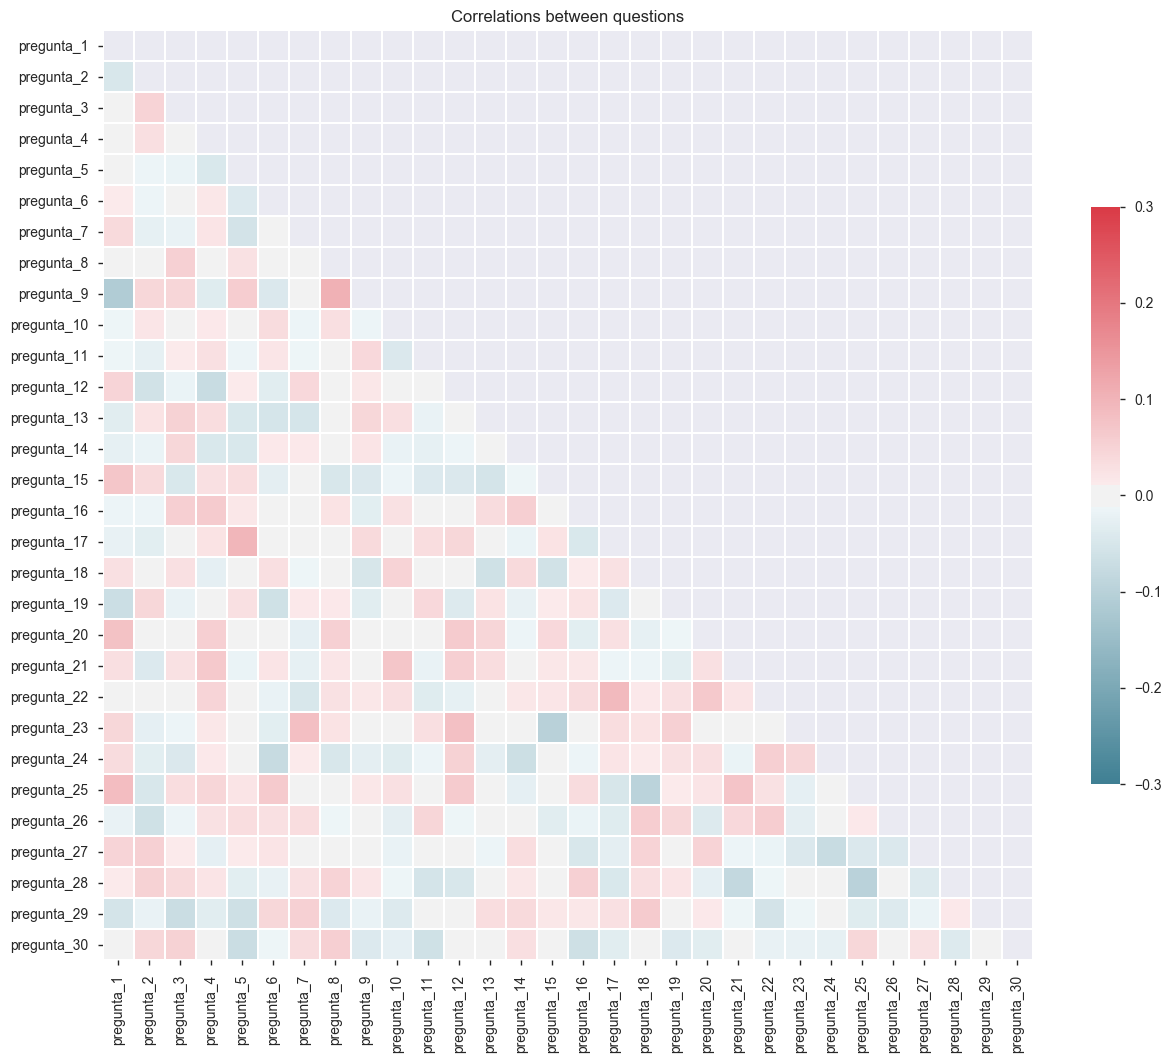 Correlations between questions
pregunta_1
pregunta_2
pregunta_3
pregunta_4
pregunta_5
pregunta_6
pregunta_7
pregunta_8
pregunta_9
pregunta_10
pregunta_11
pregunta_12
pregunta_13
pregunta_14
pregunta_15
pregunta_16
pregunta_17
pregunta_18
pregunta_19
pregunta_20
pregunta_21
pregunta_22
pregunta_23
pregunta_24
pregunta_25
pregunta_26
pregunta_27
pregunta_28
pregunta_29
pregunta_30
pregunta_1
pregunta_2
pregunta_3
pregunta_4
pregunta_5
pregunta_6
pregunta_7
pregunta_8
pregunta_9
pregunta_10
pregunta_11
pregunta_12
pregunta_13
pregunta_14
pregunta_15
pregunta_16
pregunta_17
pregunta_18
pregunta_19
pregunta_20
pregunta_21
pregunta_22
pregunta_23
pregunta_24
pregunta_25
pregunta_26
pregunta_27
pregunta_28
pregunta_29
pregunta_30
0.3
0.2
0.1
0.0
−0.1
−0.2
−0.3